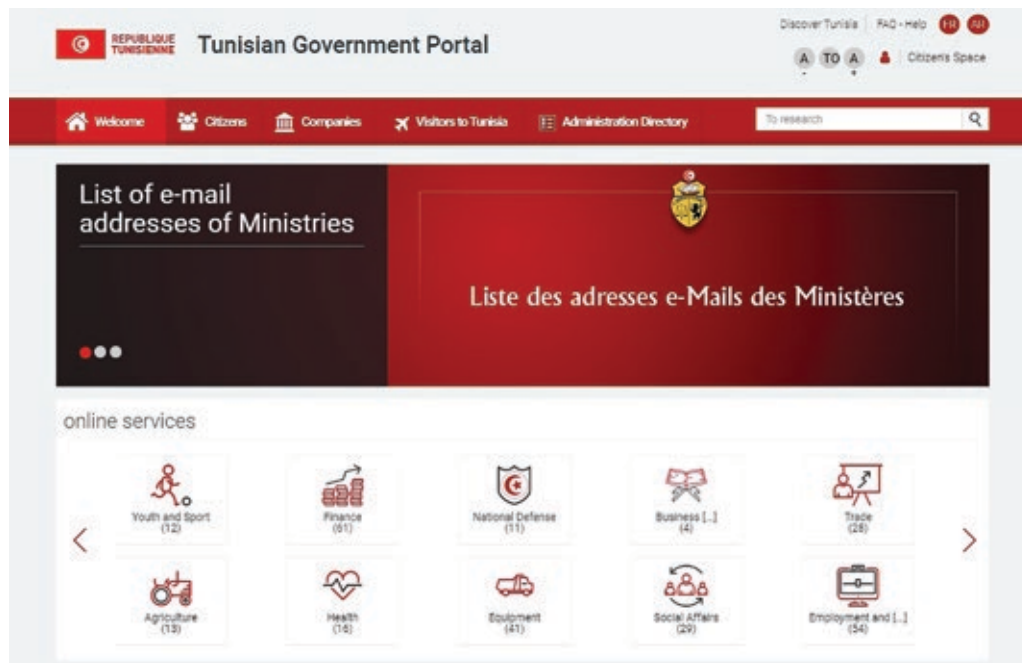 Discover Tunisia FAQ - Help FR AR
REPUBLIQUE
TUNISIENNE
Tunisian Government Portal
A TO A
- +
Citizens Space
Welcome Citizens Companies Visitors to Tunisia Administration Directory To research
List of e-mail
addresses of Ministries
Liste des adresses e-Mails des Ministères
online services
Youth and Sport
(12)
Finance
(61)
National Defense
(11)
Business [...]
(4)
Trade
(28)
Agriculture
(13)
Health
(16)
Equipment
(41)
Social Affairs
(29)
Employment and [...]
(54)